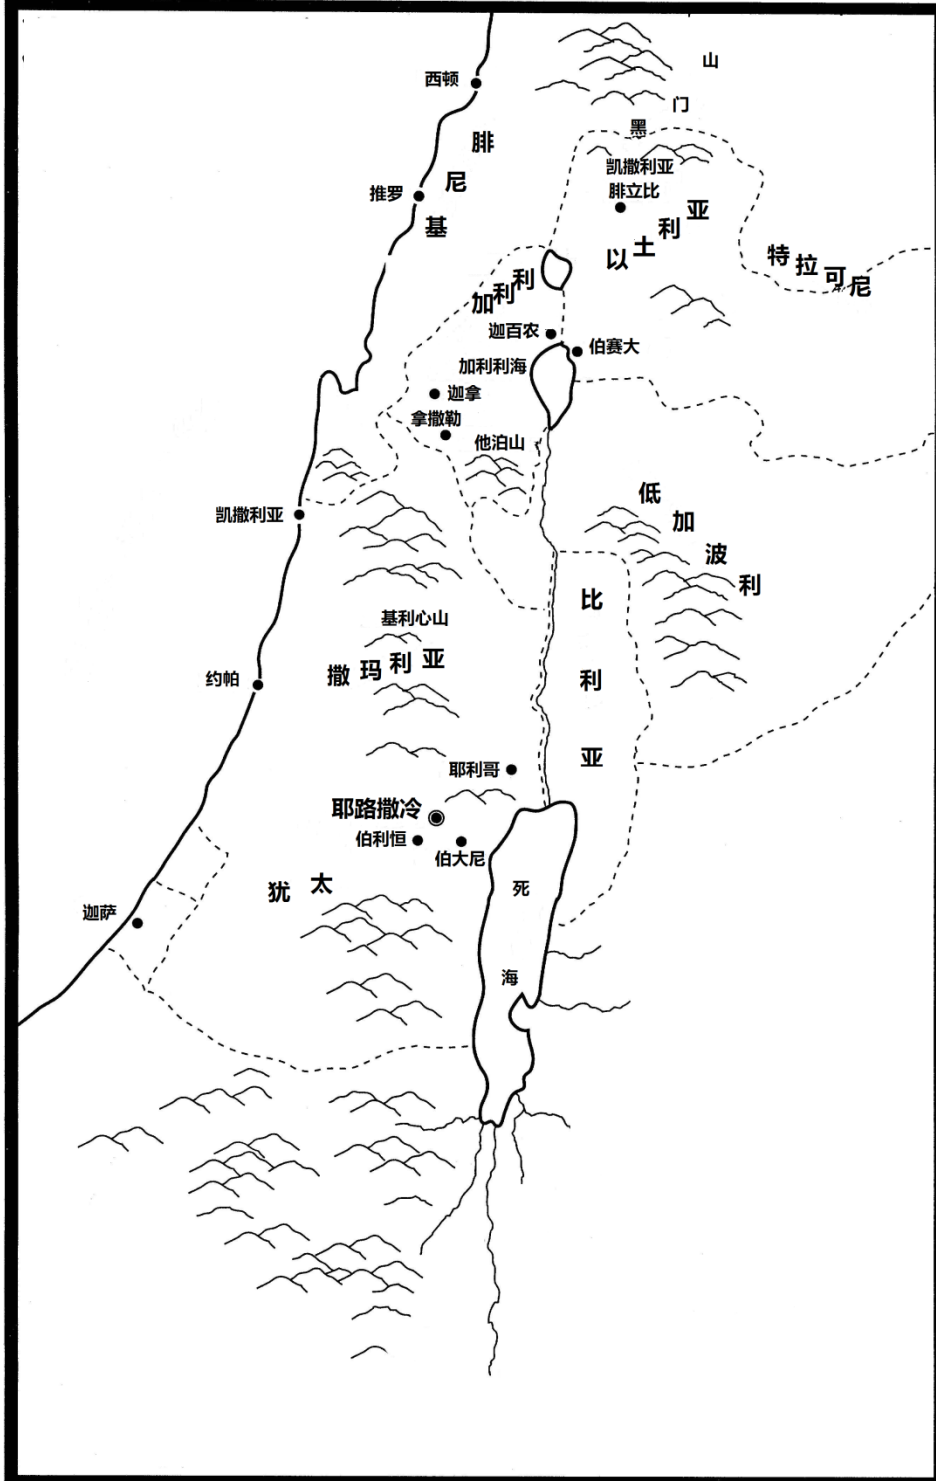 西顿
黑门山
腓尼基
凯撒利亚
腓立比
推罗
以土利亚
特拉可尼
加利利
迦百农
伯赛大
加利利海
迦拿
拿撒勒
他泊山
凯撒利亚
低加波利
比利亚
基利心山
撒玛利亚
约帕
耶利哥
耶路撒冷
伯利恒
伯大尼
犹太
死海
迦萨